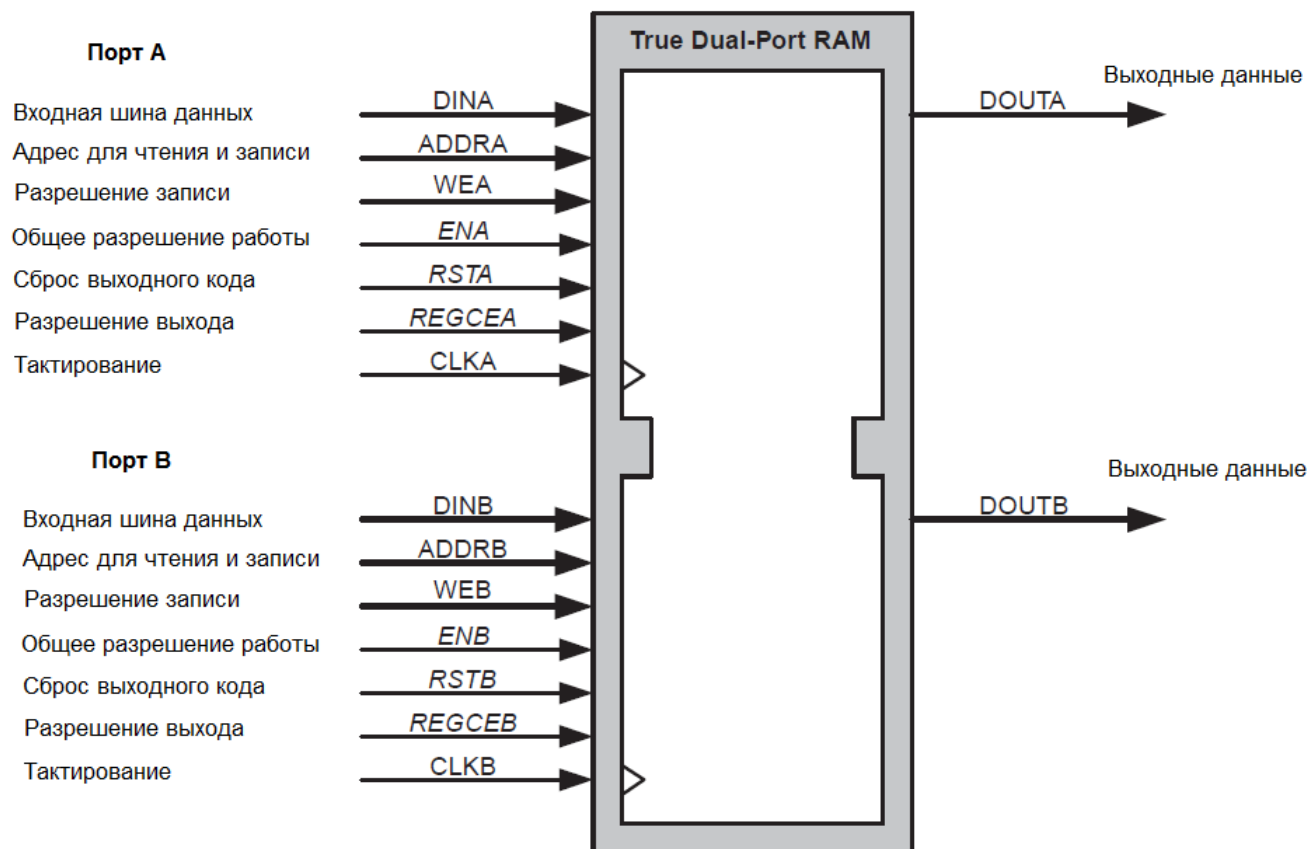 True Dual-Port RAM
Порт A
Входная шина данных DINA
Адрес для чтения и записи ADDRA
Разрешение записи WEA
Общее разрешение работы ENA
Сброс выходного кода RSTA
Разрешение выхода REGCEA
Тактирование CLKA
Выходные данные
DOUTA
Порт B
Входная шина данных DINB
Адрес для чтения и записи ADDRB
Разрешение записи WEB
Общее разрешение работы ENB
Сброс выходного кода RSTB
Разрешение выхода REGCEB
Тактирование CLKB
Выходные данные
DOUTB